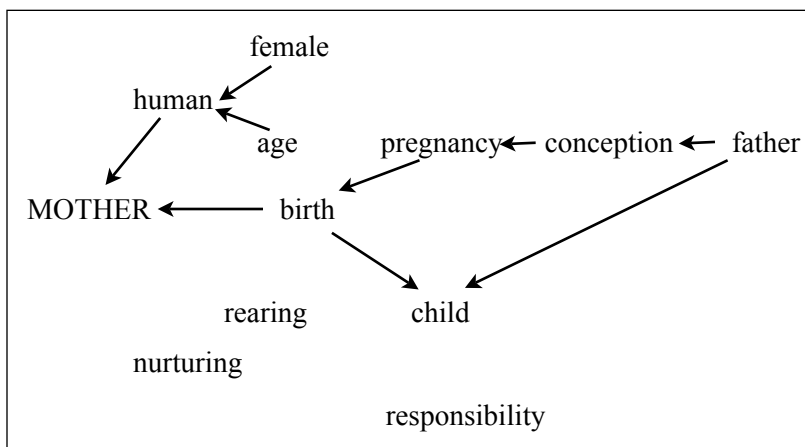 female
human
age
pregnancy
conception
father
MOTHER
birth
rearing
child
nurturing
responsibility